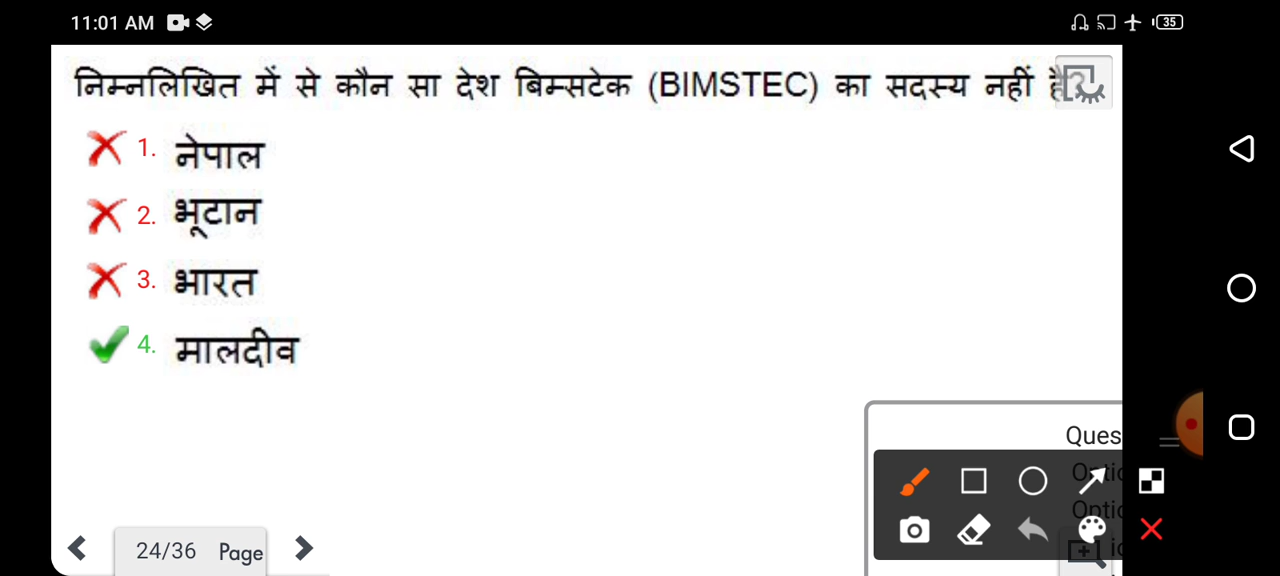 11:01 AM
35
निम्नलिखित में से कौन सा देश बिम्सटेक (BIMSTEC) का सदस्य नहीं है?
1. नेपाल
2. भूटान
3. भारत
4. मालदीव
Ques
24/36 Page